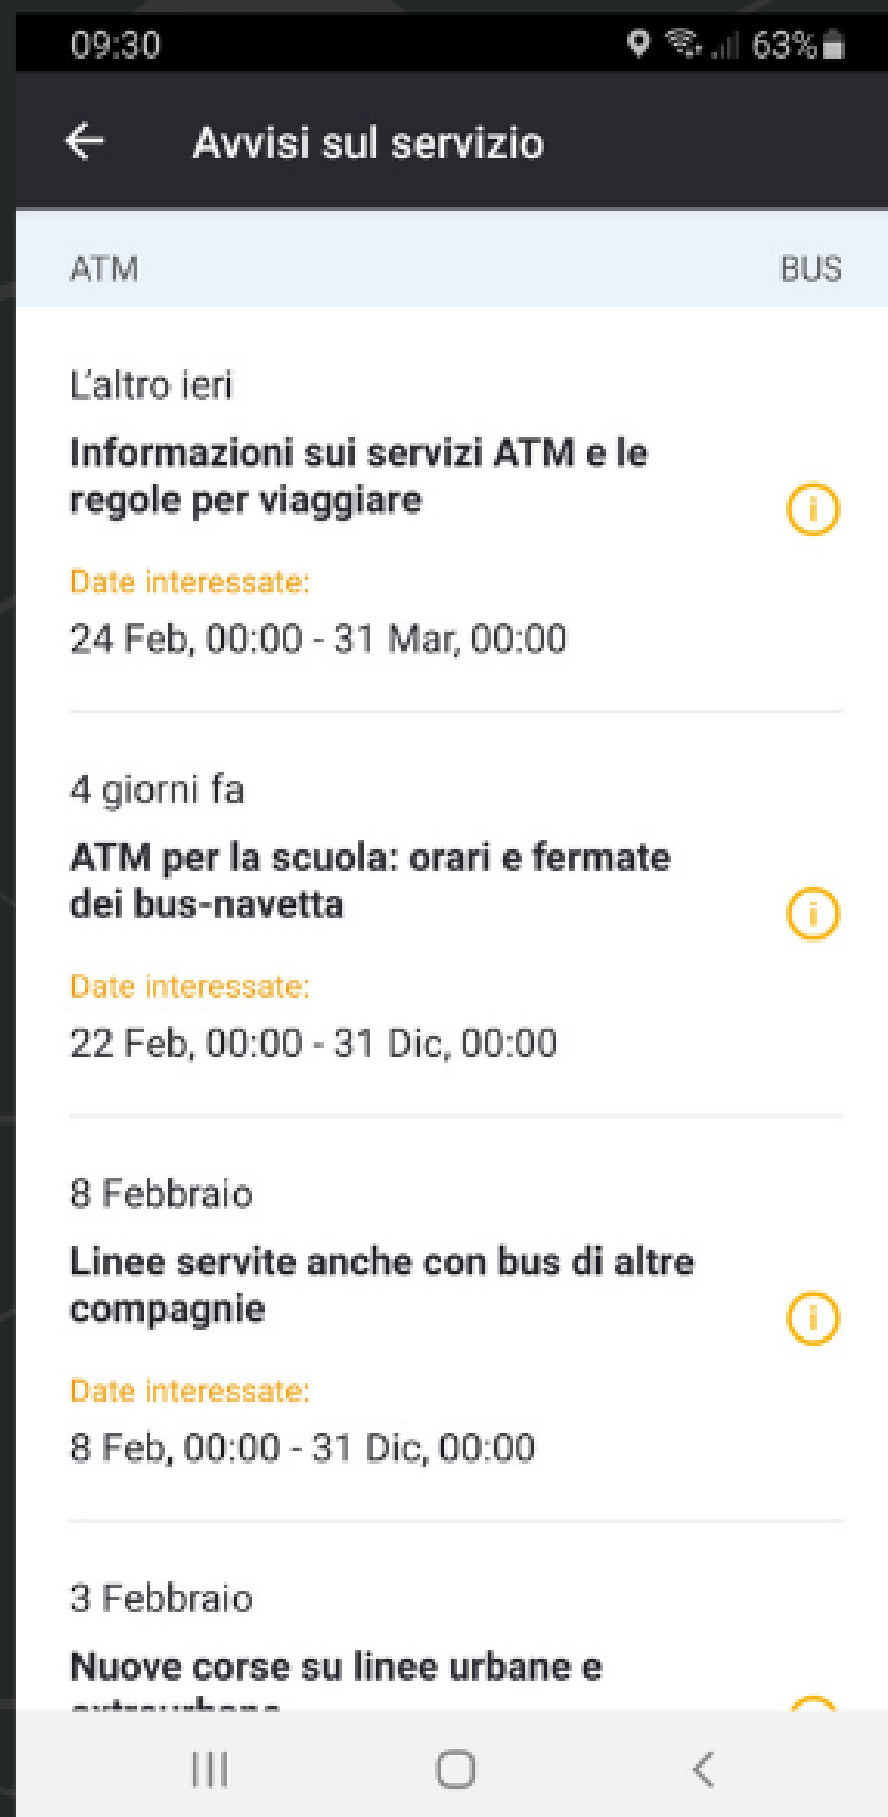 09:30 63%
Avvisi sul servizio
ATM BUS
L'altro ieri
Informazioni sui servizi ATM e le
regole per viaggiare
Date interessate:
24 Feb, 00:00 - 31 Mar, 00:00
4 giorni fa
ATM per la scuola: orari e fermate
dei bus-navetta
Date interessate:
22 Feb, 00:00 - 31 Dic, 00:00
8 Febbraio
Linee servite anche con bus di altre
compagnie
Date interessate:
8 Feb, 00:00 - 31 Dic, 00:00
3 Febbraio
Nuove corse su linee urbane e
extraurbane